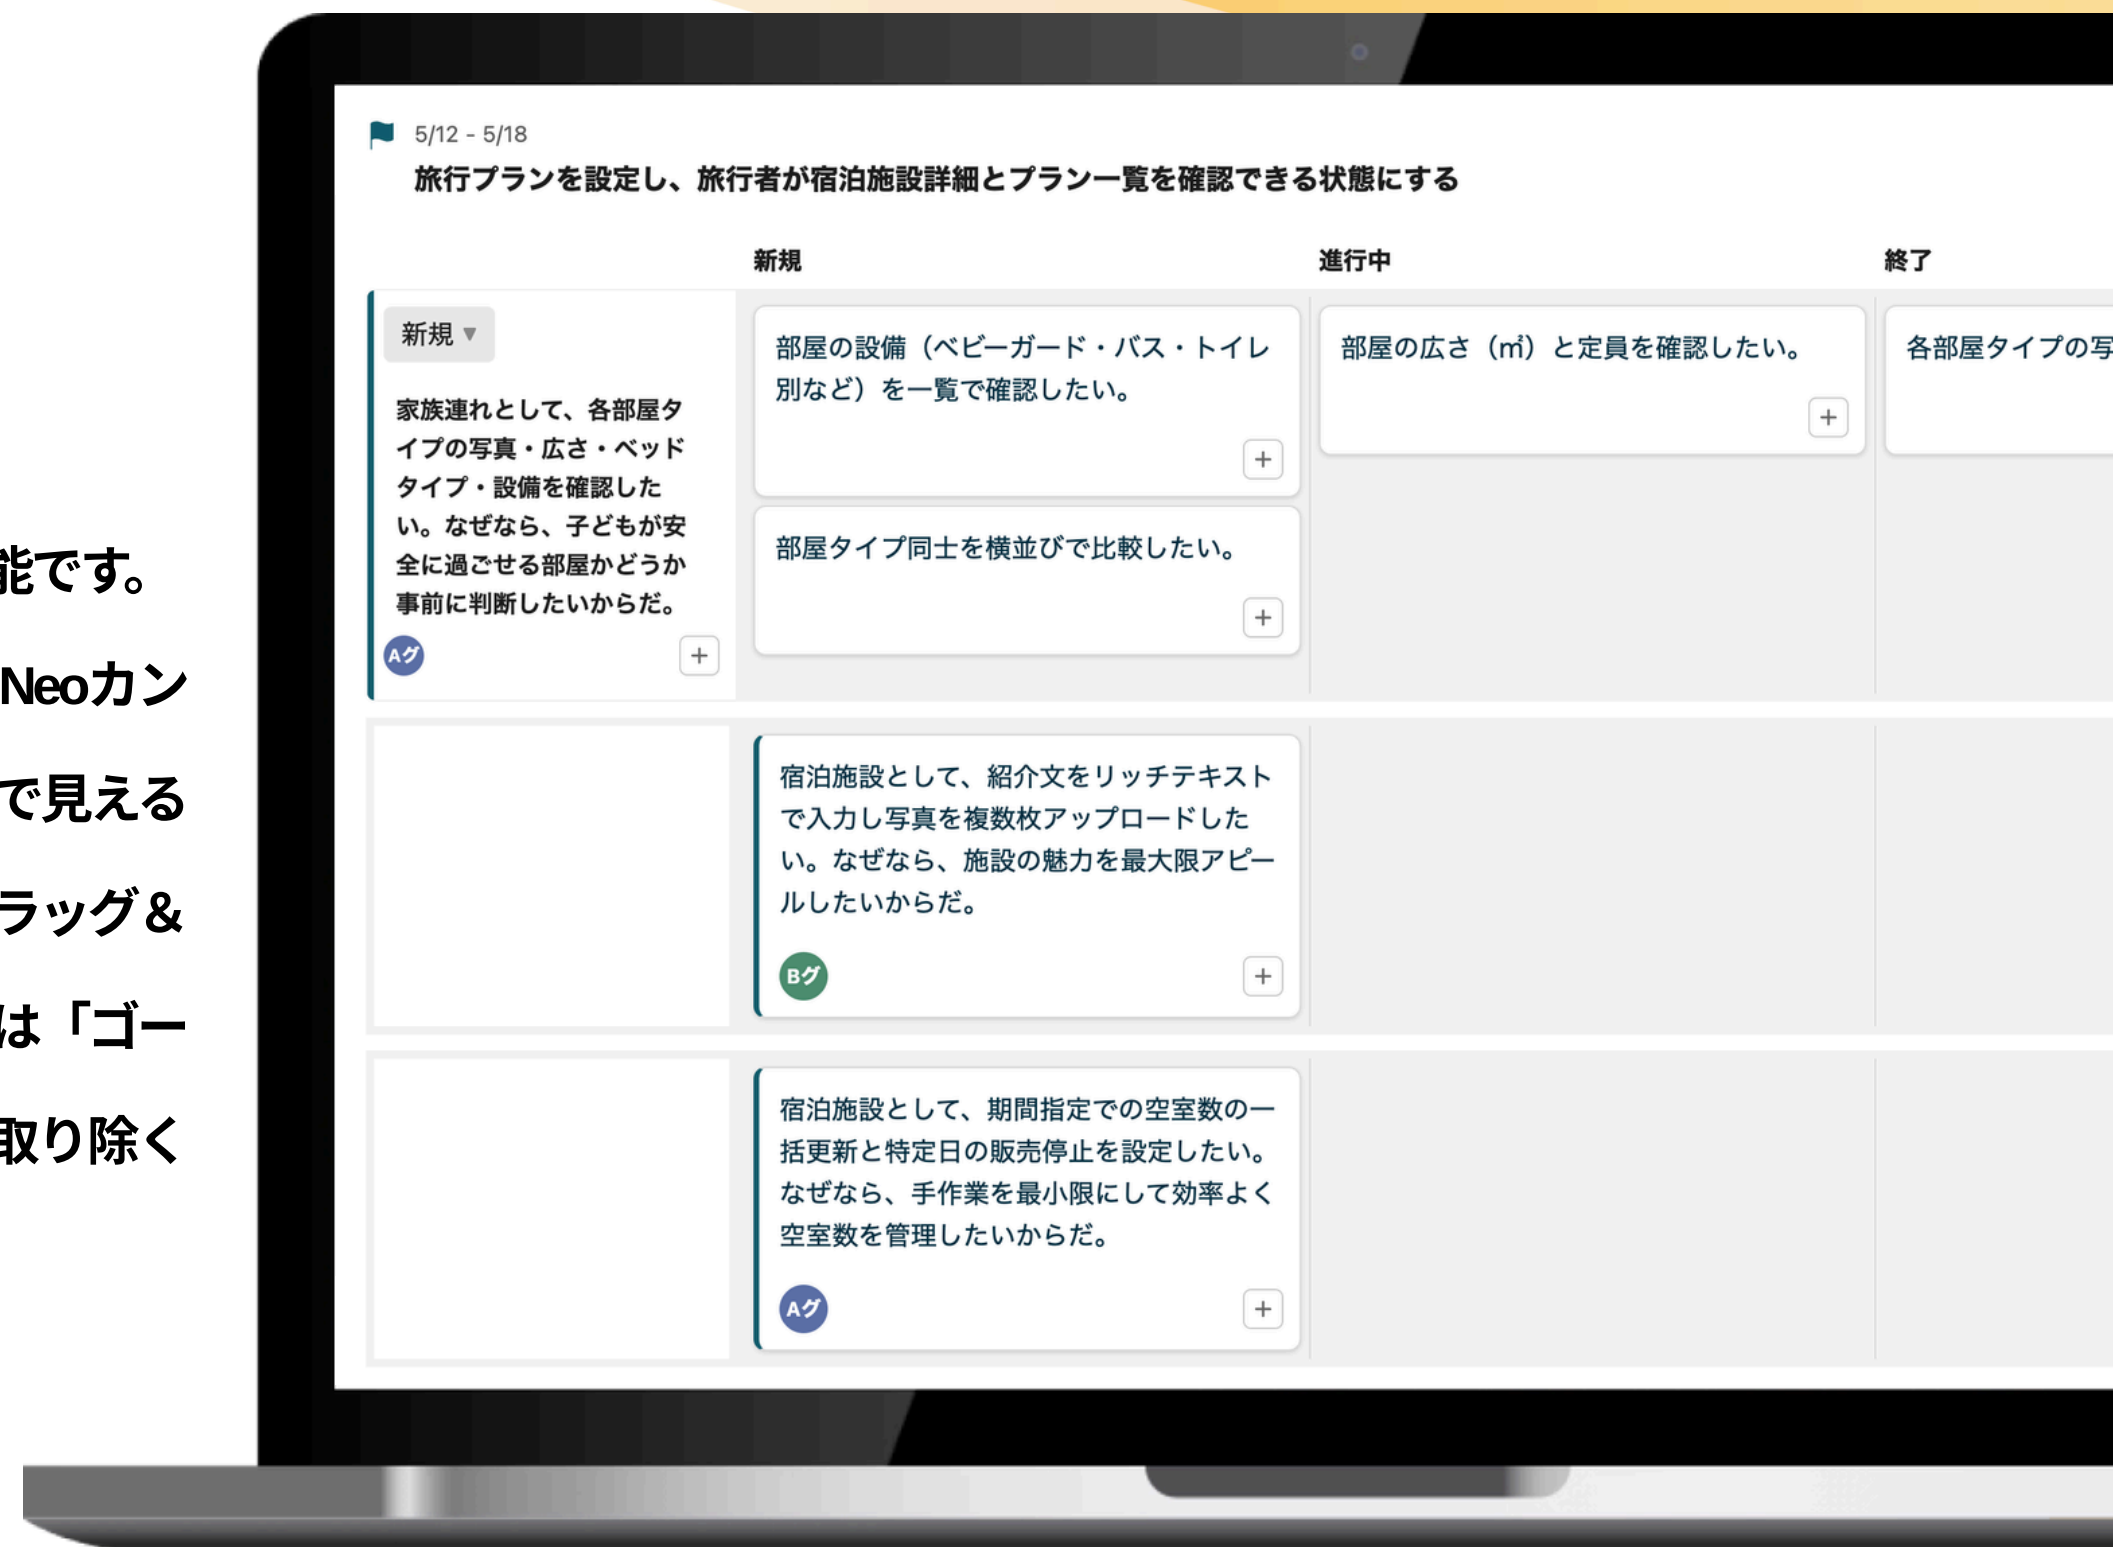 能です。
Neoカン
で見える
ラッグ＆
は「ゴー
取り除く
5/12 - 5/18
旅行プランを設定し、旅行者が宿泊施設詳細とプラン一覧を確認できる状態にする
新規
進行中
終了
新規 ▼
家族連れとして、各部屋タ
イプの写真・広さ・ベッド
タイプ・設備を確認した
い。なぜなら、子どもが安
全に過ごせる部屋かどうか
事前に判断したいからだ。
Aグ
+
部屋の設備（ベビーガード・バス・トイレ
別など）を一覧で確認したい。
+
部屋タイプ同士を横並びで比較したい。
+
部屋の広さ（㎡）と定員を確認したい。
+
各部屋タイプの写
宿泊施設として、紹介文をリッチテキスト
で入力し写真を複数枚アップロードした
い。なぜなら、施設の魅力を最大限アピー
ルしたいからだ。
Bグ
+
宿泊施設として、期間指定での空室数の一
括更新と特定日の販売停止を設定したい。
なぜなら、手作業を最小限にして効率よく
空室数を管理したいからだ。
Aグ
+